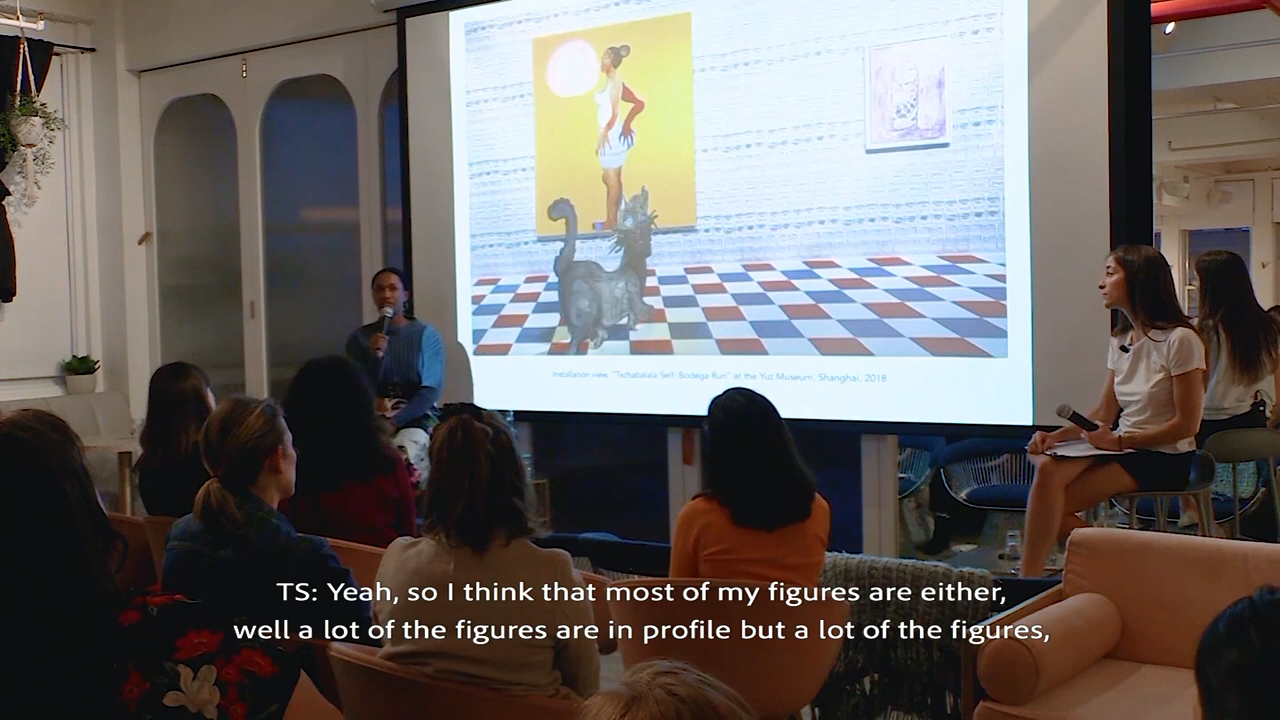 Installation view, "Tschabalala Self: Bodega Run" at the Yuz Museum, Shanghai, 2018
TS: Yeah, so I think that most of my figures are either,
well a lot of the figures are in profile but a lot of the figures,